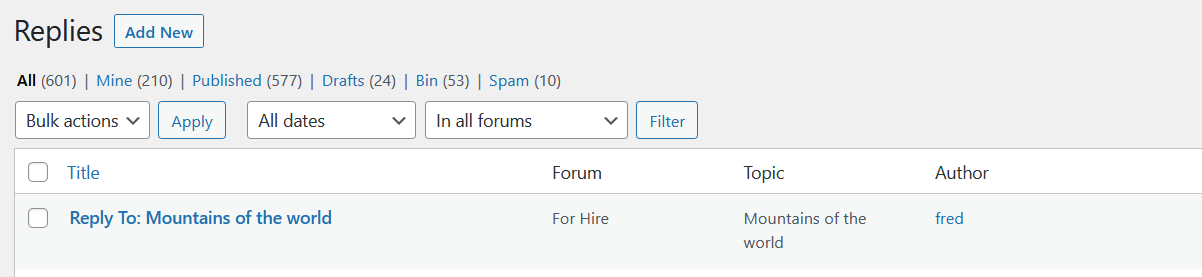 Replies Add New
All (601) | Mine (210) | Published (577) | Drafts (24) | Bin (53) | Spam (10)
Bulk actions Apply All dates In all forums Filter
Title Forum Topic Author
Reply To: Mountains of the world For Hire Mountains of the fred
world